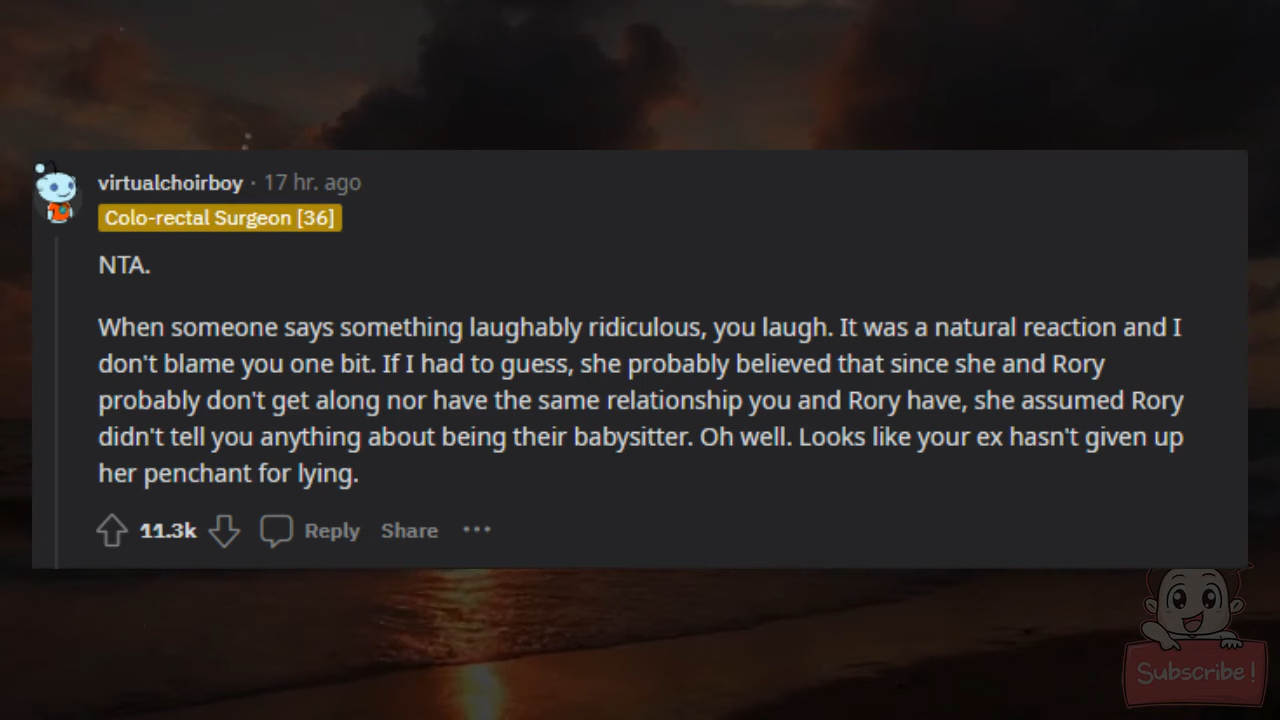 virtualchoirboy · 17 hr. ago
Colo-rectal Surgeon [36]
NTA.
When someone says something laughably ridiculous, you laugh. It was a natural reaction and I
don't blame you one bit. If I had to guess, she probably believed that since she and Rory
probably don't get along nor have the same relationship you and Rory have, she assumed Rory
didn't tell you anything about being their babysitter. Oh well. Looks like your ex hasn't given up
her penchant for lying.
11.3k Reply Share ···
Subscribe!